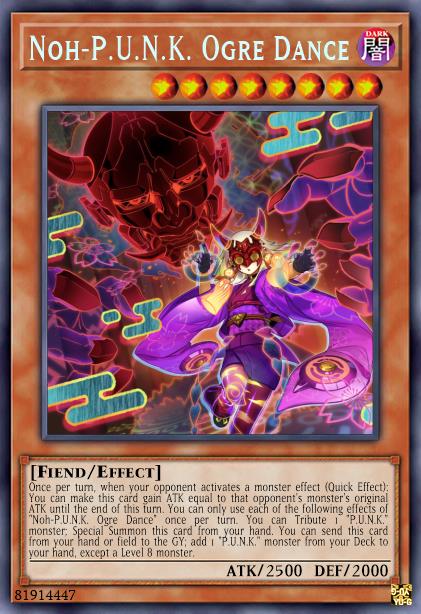 Noh-P.U.N.K. Ogre Dance
DARK
闇
[Fiend/Effect]
Once per turn, when your opponent activates a monster effect (Quick Effect):
You can make this card gain ATK equal to that opponent's monster's original
ATK until the end of this turn. You can only use each of the following effects of
"Noh-P.U.N.K. Ogre Dance" once per turn. You can Tribute 1 "P.U.N.K."
monster; Special Summon this card from your hand. You can send this card
from your hand or field to the GY; add 1 "P.U.N.K." monster from your Deck to
your hand, except a Level 8 monster.
ATK/2500 DEF/2000
81914447